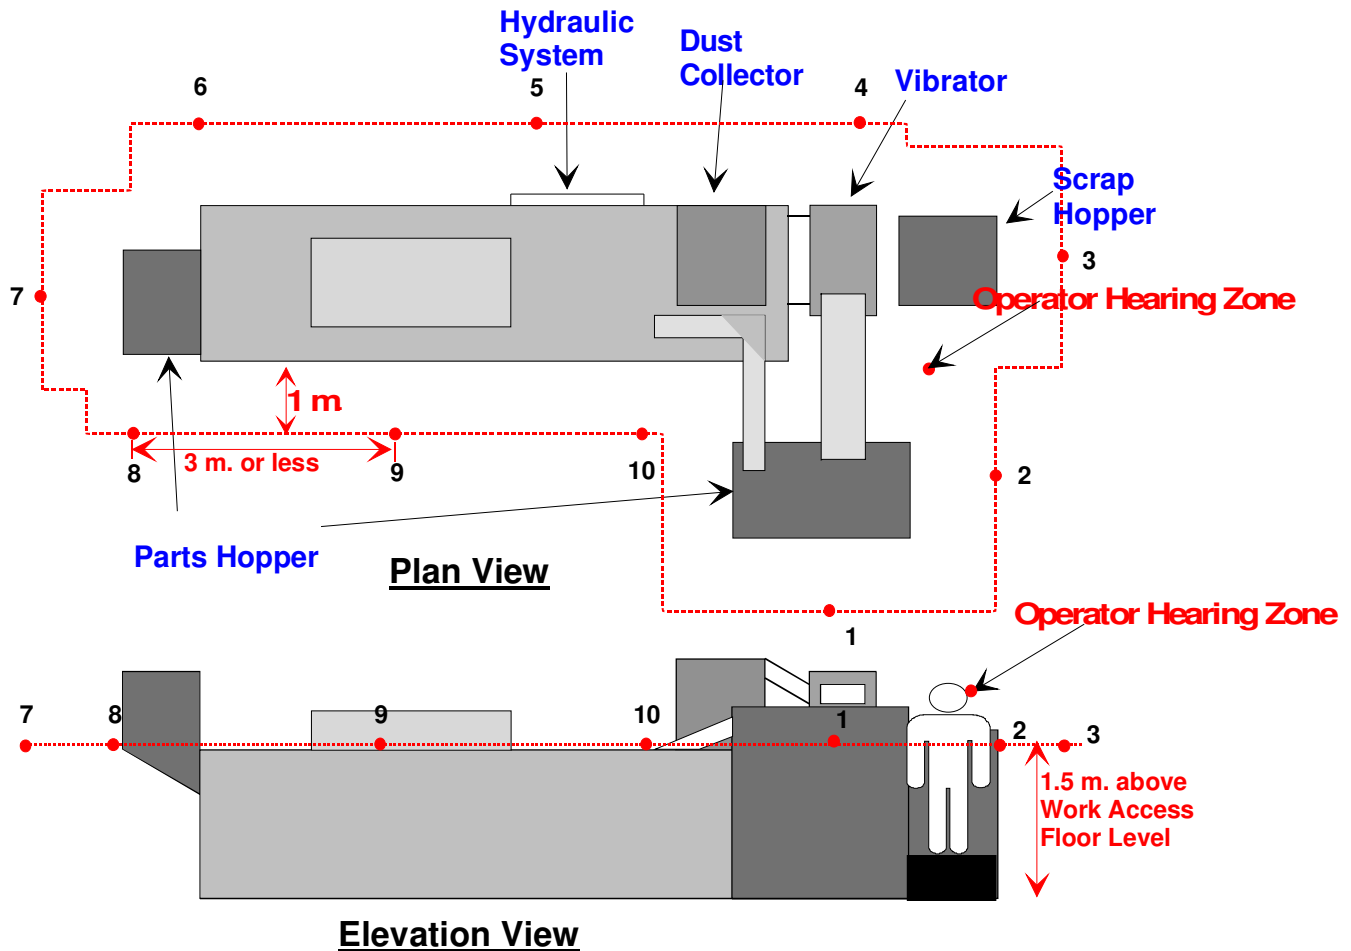 Hydraulic
System
Dust
Collector
Vibrator
6
5
4
Scrap
Hopper
3
7
Operator Hearing Zone
1 m.
3 m. or less
8
9
10
2
Parts Hopper
Plan View
1
Operator Hearing Zone
7
8
9
10
1
2
3
1.5 m. above
Work Access
Floor Level
Elevation View